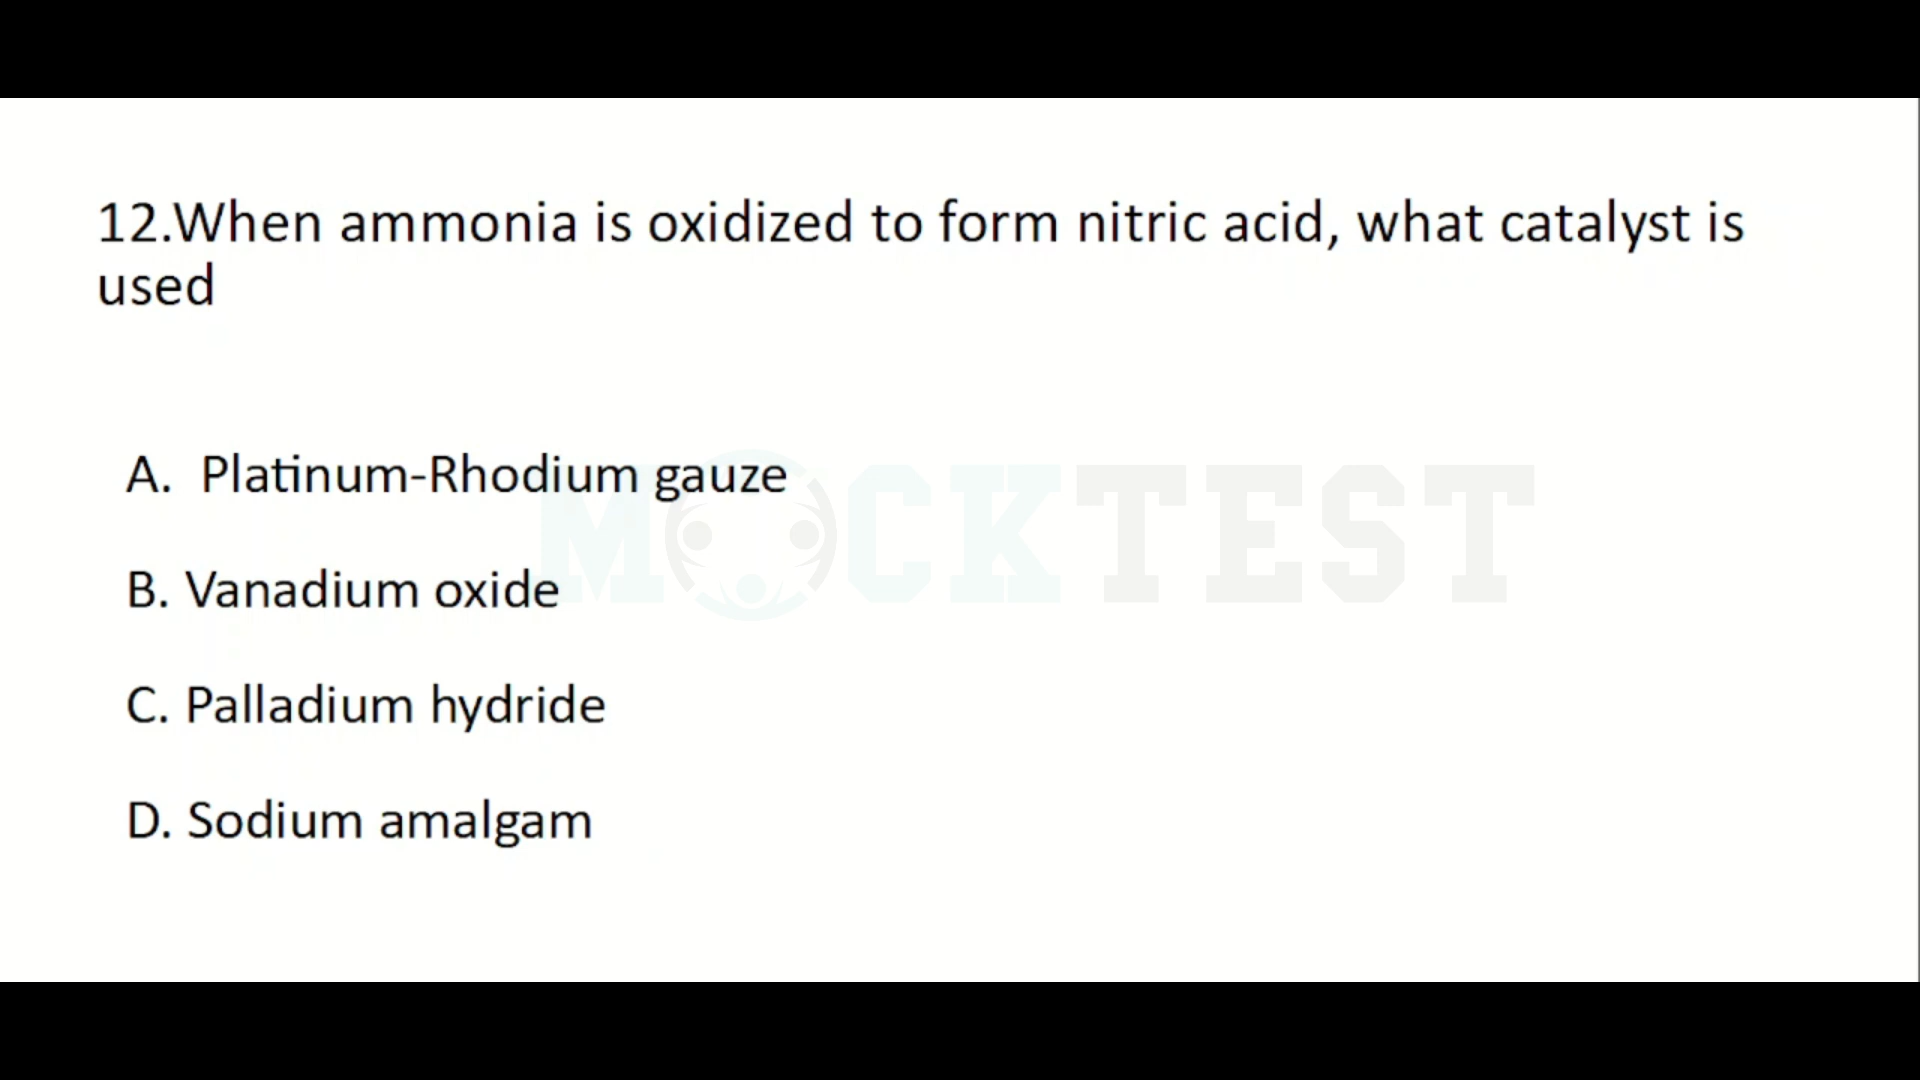 12.When ammonia is oxidized to form nitric acid, what catalyst is
used
A. Platinum-Rhodium gauze
MOCKTEST
B. Vanadium oxide
C. Palladium hydride
D. Sodium amalgam